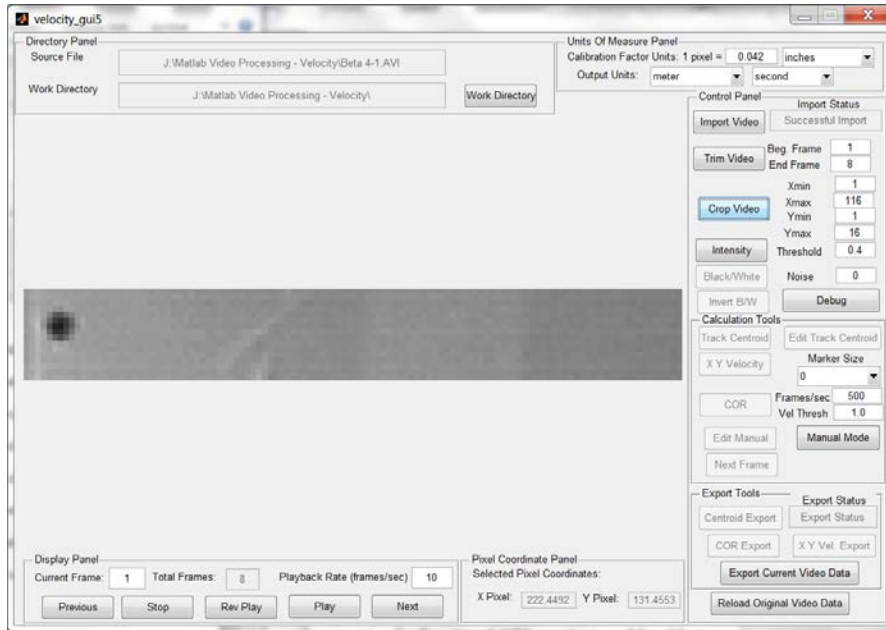 velocity_gui5
Directory Panel
Source File J:\Matlab Video Processing - Velocity\Beta 4-1.AVI
Work Directory J:\Matlab Video Processing - Velocity\ Work Directory
Units Of Measure Panel
Calibration Factor Units: 1 pixel = 0.042 inches
Output Units: meter second
Control Panel
Import Status
Import Video Successful Import
Trim Video
Beg. Frame 1
End Frame 8
Crop Video
Xmin 1
Xmax 116
Ymin 1
Ymax 16
Intensity Threshold 0.4
Black/White Noise 0
Invert B/W Debug
Calculation Tools
Track Centroid Edit Track Centroid
X Y Velocity
Marker Size
0
COR
Frames/sec 500
Vel Thresh 1.0
Edit Manual Manual Mode
Next Frame
Export Tools
Export Status
Centroid Export Export Status
COR Export X Y Vel. Export
Export Current Video Data
Reload Original Video Data
Display Panel
Current Frame: 1 Total Frames: 8 Playback Rate (frames/sec) 10
Previous Stop Rev Play Play Next
Pixel Coordinate Panel
Selected Pixel Coordinates:
X Pixel: 222.4492 Y Pixel: 131.4553